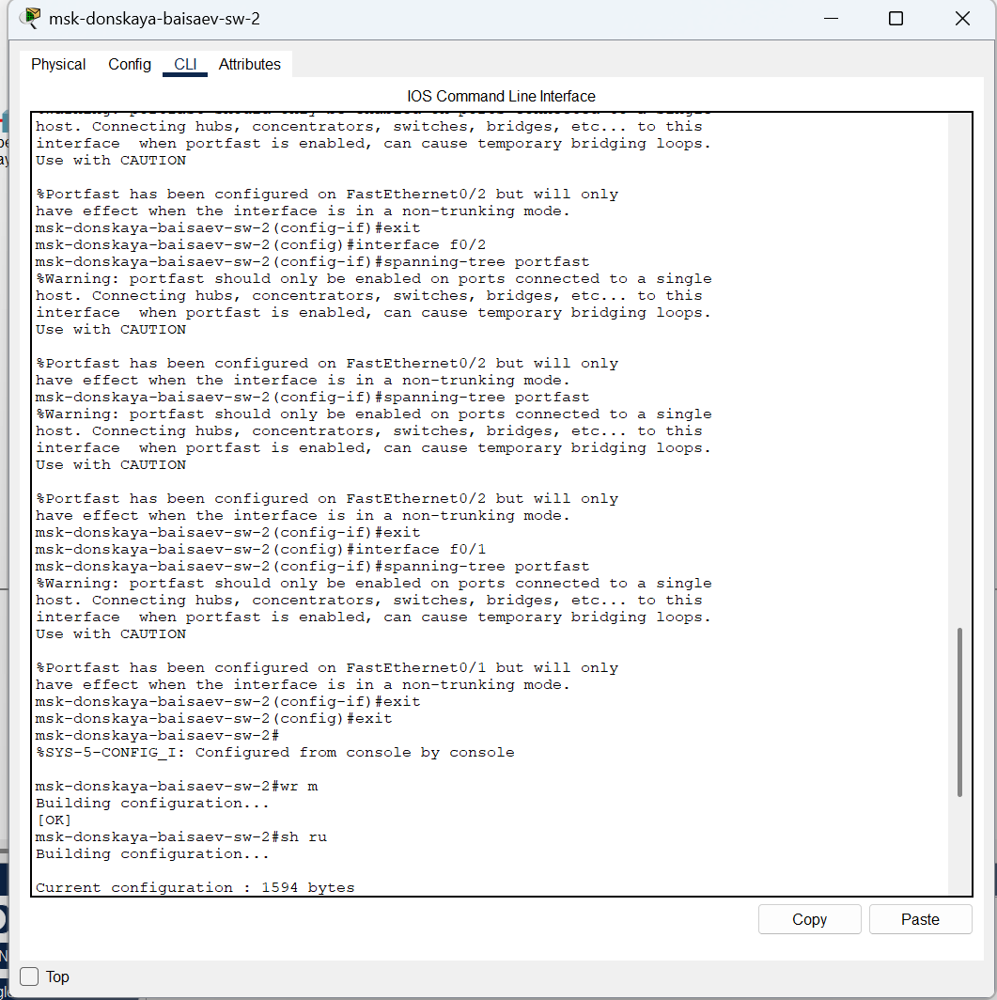 msk-donskaya-baisaev-sw-2
Physical Config CLI Attributes
IOS Command Line Interface
%Warning: portfast should only be enabled on ports connected to a single
host. Connecting hubs, concentrators, switches, bridges, etc... to this
interface  when portfast is enabled, can cause temporary bridging loops.
Use with CAUTION
%Portfast has been configured on FastEthernet0/2 but will only
have effect when the interface is in a non-trunking mode.
msk-donskaya-baisaev-sw-2(config-if)#exit
msk-donskaya-baisaev-sw-2(config)#interface f0/2
msk-donskaya-baisaev-sw-2(config-if)#spanning-tree portfast
%Warning: portfast should only be enabled on ports connected to a single
host. Connecting hubs, concentrators, switches, bridges, etc... to this
interface  when portfast is enabled, can cause temporary bridging loops.
Use with CAUTION
%Portfast has been configured on FastEthernet0/2 but will only
have effect when the interface is in a non-trunking mode.
msk-donskaya-baisaev-sw-2(config-if)#spanning-tree portfast
%Warning: portfast should only be enabled on ports connected to a single
host. Connecting hubs, concentrators, switches, bridges, etc... to this
interface  when portfast is enabled, can cause temporary bridging loops.
Use with CAUTION
%Portfast has been configured on FastEthernet0/2 but will only
have effect when the interface is in a non-trunking mode.
msk-donskaya-baisaev-sw-2(config-if)#exit
msk-donskaya-baisaev-sw-2(config)#interface f0/1
msk-donskaya-baisaev-sw-2(config-if)#spanning-tree portfast
%Warning: portfast should only be enabled on ports connected to a single
host. Connecting hubs, concentrators, switches, bridges, etc... to this
interface  when portfast is enabled, can cause temporary bridging loops.
Use with CAUTION
%Portfast has been configured on FastEthernet0/1 but will only
have effect when the interface is in a non-trunking mode.
msk-donskaya-baisaev-sw-2(config-if)#exit
msk-donskaya-baisaev-sw-2(config)#exit
msk-donskaya-baisaev-sw-2#
%SYS-5-CONFIG_I: Configured from console by console
msk-donskaya-baisaev-sw-2#wr m
Building configuration...
[OK]
msk-donskaya-baisaev-sw-2#sh ru
Building configuration...
Current configuration : 1594 bytes
Copy Paste
Top